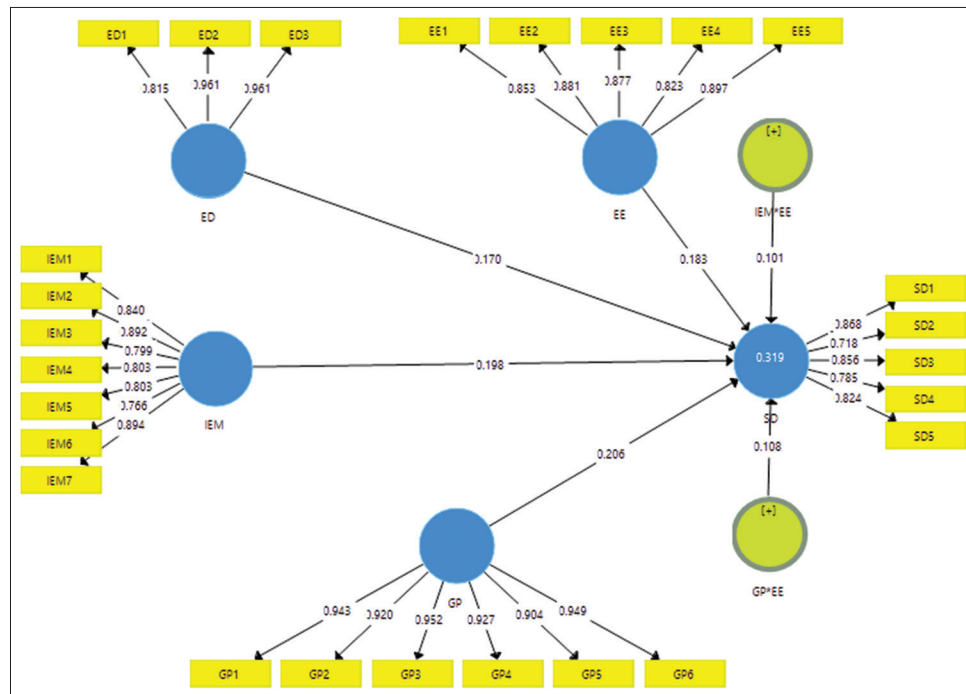 ED1 ED2 ED3
EE1 EE2 EE3 EE4 EE5
0.815 0.961 0.961
0.853 0.881 0.877 0.823 0.897
[+]
ED
EE
IEM*EE
0.170
0.183
0.101
IEM1
IEM2
IEM3
IEM4
IEM5
IEM6
IEM7
0.840
0.892
0.799
0.803
0.803
0.766
0.894
IEM
0.198
0.319
SD
0.868
0.718
0.856
0.785
0.824
SD1
SD2
SD3
SD4
SD5
0.206
0.108
[+]
GP*EE
GP
0.943 0.920 0.952 0.927 0.904 0.949
GP1 GP2 GP3 GP4 GP5 GP6